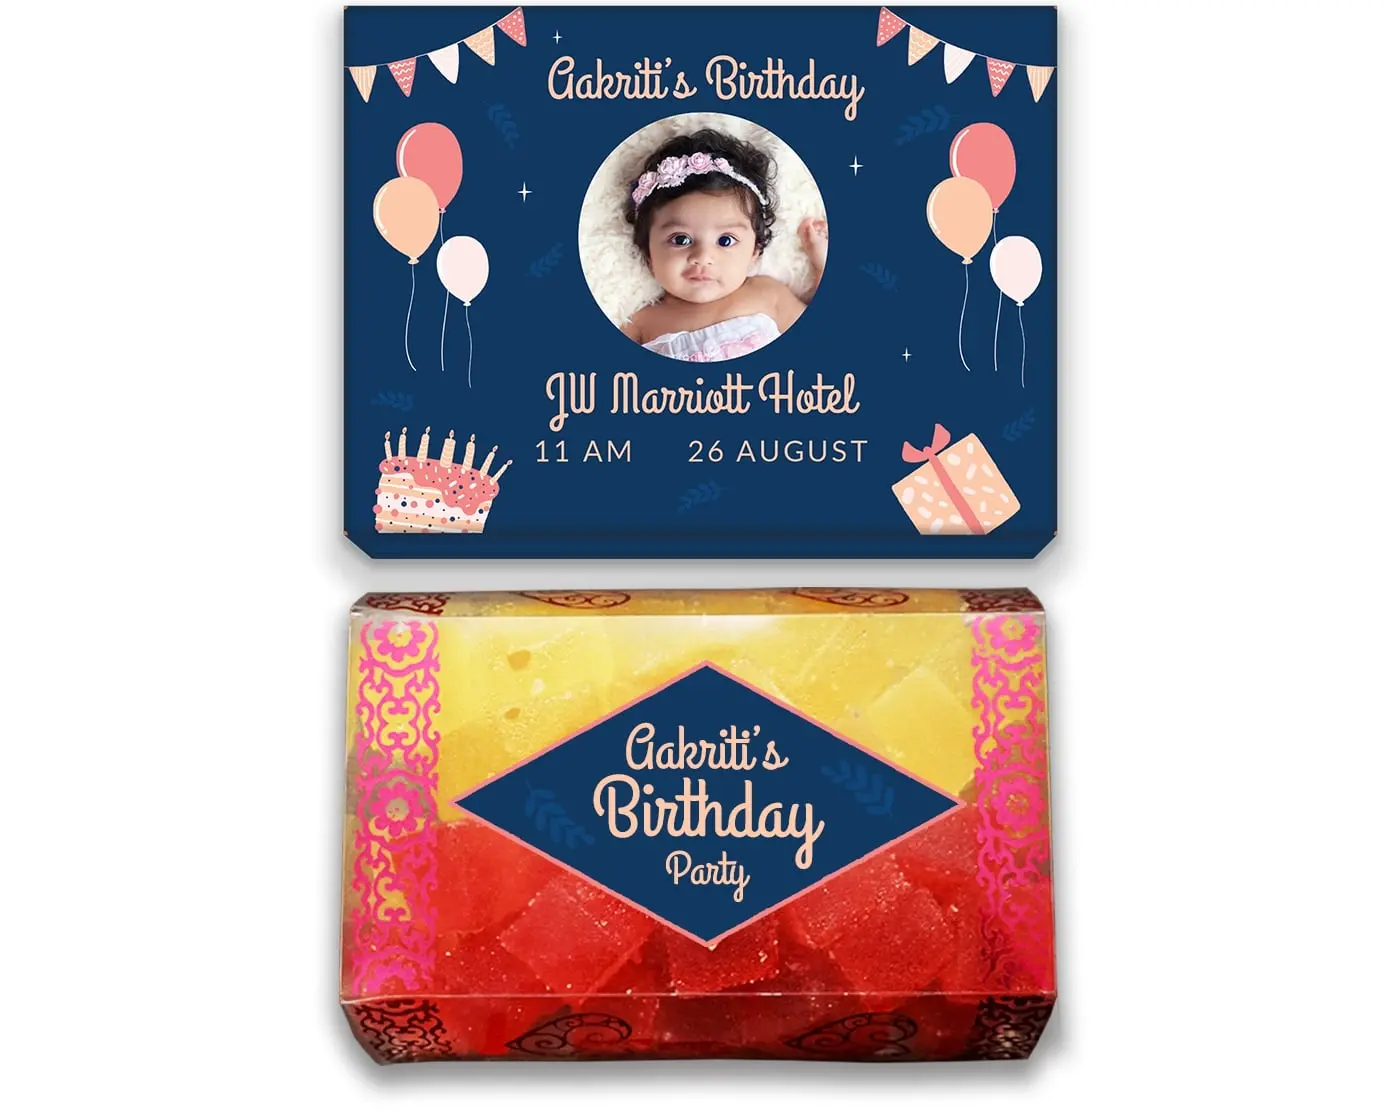 Aakriti's Birthday
JW Marriott Hotel
11 AM 26 AUGUST
Aakriti's
Birthday
Party